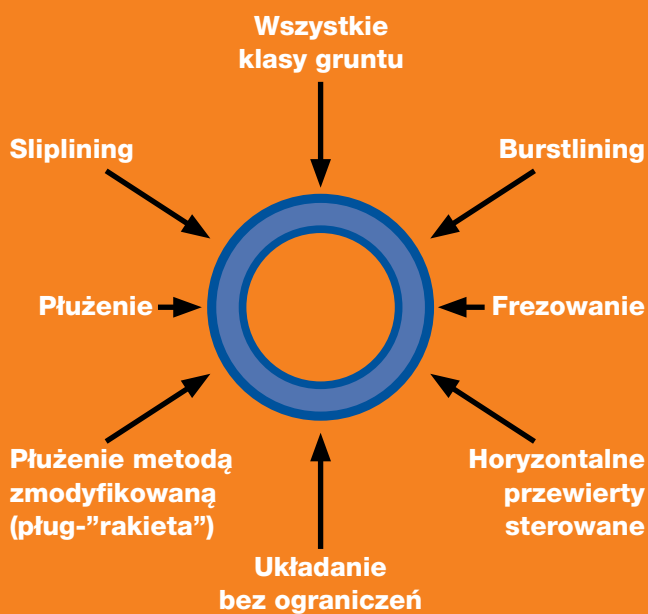 Wszystkie
klasy gruntu
Sliplining
Burstlining
Płużenie
Frezowanie
Płużenie metodą
zmodyfikowaną
(pług-”rakieta”)
Horyzontalne
przewierty
sterowane
Układanie
bez ograniczeń